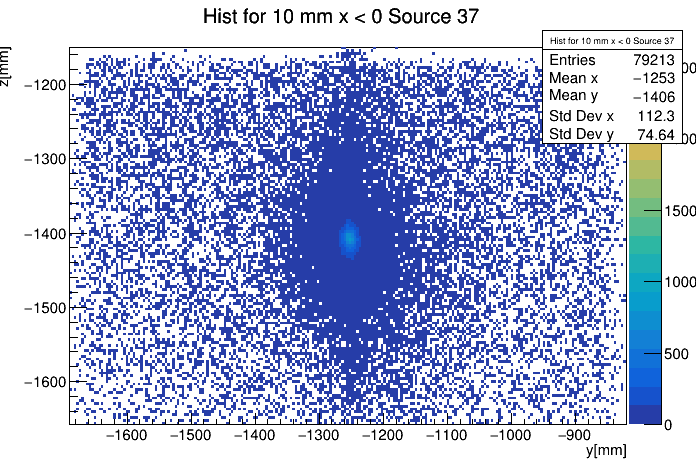 Hist for 10 mm x < 0 Source 37
Hist for 10 mm x < 0 Source 37
Entries 79213
Mean x −1253
Mean y −1406
Std Dev x 112.3
Std Dev y 74.64
z[mm]
−1200
−1300
−1400
−1500
−1600
1500
1000
500
0
−1600 −1500 −1400 −1300 −1200 −1100 −1000 −900
y[mm]